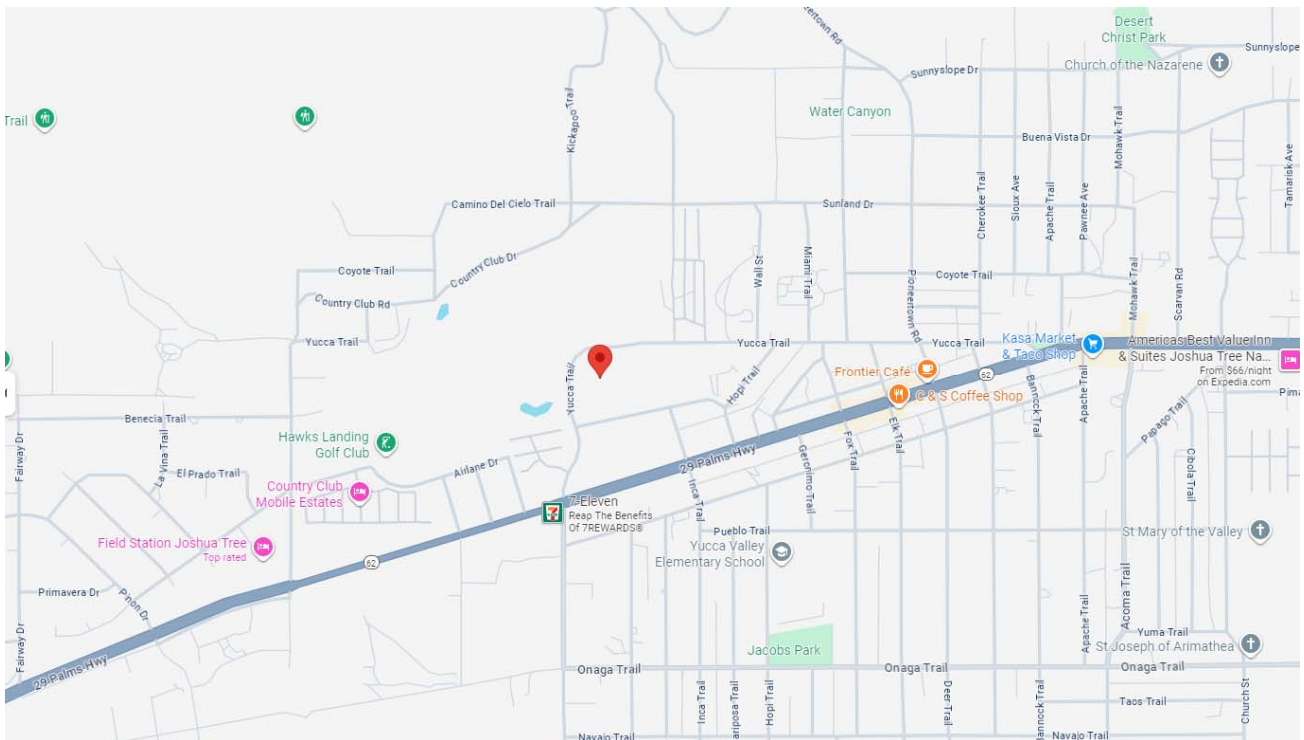 Desert
Christ Park
Sunnyslope
Church of the Nazarene
Sunnyslope Dr
Trail
Kickapoo Trail
Water Canyon
Buena Vista Dr
Mohawk Trail
Tamarisk Ave
Camino Del Cielo Trail
Sunland Dr
Cherokee Trail
Sioux Ave
Apache Trail
Pawnee Ave
Coyote Trail
Country Club Dr
Wall St
Miami Trail
Pioneertown Rd
Coyote Trail
Mohawk Trail
Scarvan Rd
Country Club Rd
Yucca Trail
Yucca Trail
Yucca Trail
Kasa Market
& Taco Shop
Americas Best Value Inn
& Suites Joshua Tree Na...
From $66/night
on Expedia.com
62
Frontier Café
C & S Coffee Shop
Yucca Trail
Hopi Trail
Bannock Trail
Apache Trail
Papago Trail
Benecia Trail
Fairway Dr
La Vina Trail
Hawks Landing
Golf Club
El Prado Trail
Airlane Dr
29 Palms Hwy
Geronimo Trail
Fox Trail
Elk Trail
Cibola Trail
Country Club
Mobile Estates
7-Eleven
Reap The Benefits
Of 7REWARDS®
Inca Trail
Pueblo Trail
Yucca Valley
Elementary School
St Mary of the Valley
Field Station Joshua Tree
Top rated
62
Primavera Dr
Pinon Dr
Fairway Dr
29 Palms Hwy
Jacobs Park
Apache Trail
Acoma Trail
Yuma Trail
St Joseph of Arimathea
Onaga Trail
Onaga Trail
Onaga Trail
Inca Trail
Hopi Trail
Deer Trail
Taos Trail
Church St
Navajo Trail
Navajo Trail